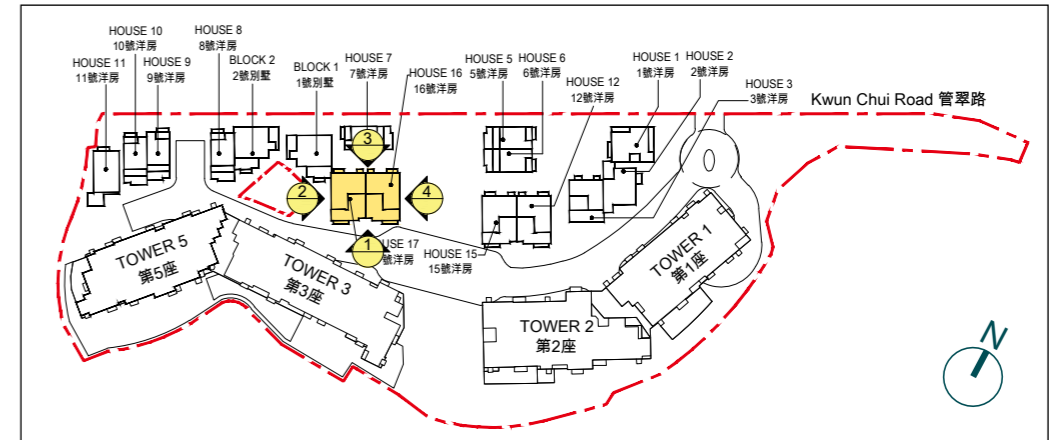 HOUSE 10
10號洋房
HOUSE 8
8號洋房
HOUSE 11
11號洋房
HOUSE 9
9號洋房
BLOCK 2
2號別墅
BLOCK 1
1號別墅
HOUSE 7
7號洋房
HOUSE 16
16號洋房
HOUSE 5
5號洋房
HOUSE 6
6號洋房
HOUSE 12
12號洋房
HOUSE 1
1號洋房
HOUSE 2
2號洋房
HOUSE 3
3號洋房
Kwun Chui Road 管翠路
3
2
4
1
USE 17
號洋房
HOUSE 15
15號洋房
TOWER 5
第5座
TOWER 3
第3座
TOWER 2
第2座
TOWER 1
第1座
N